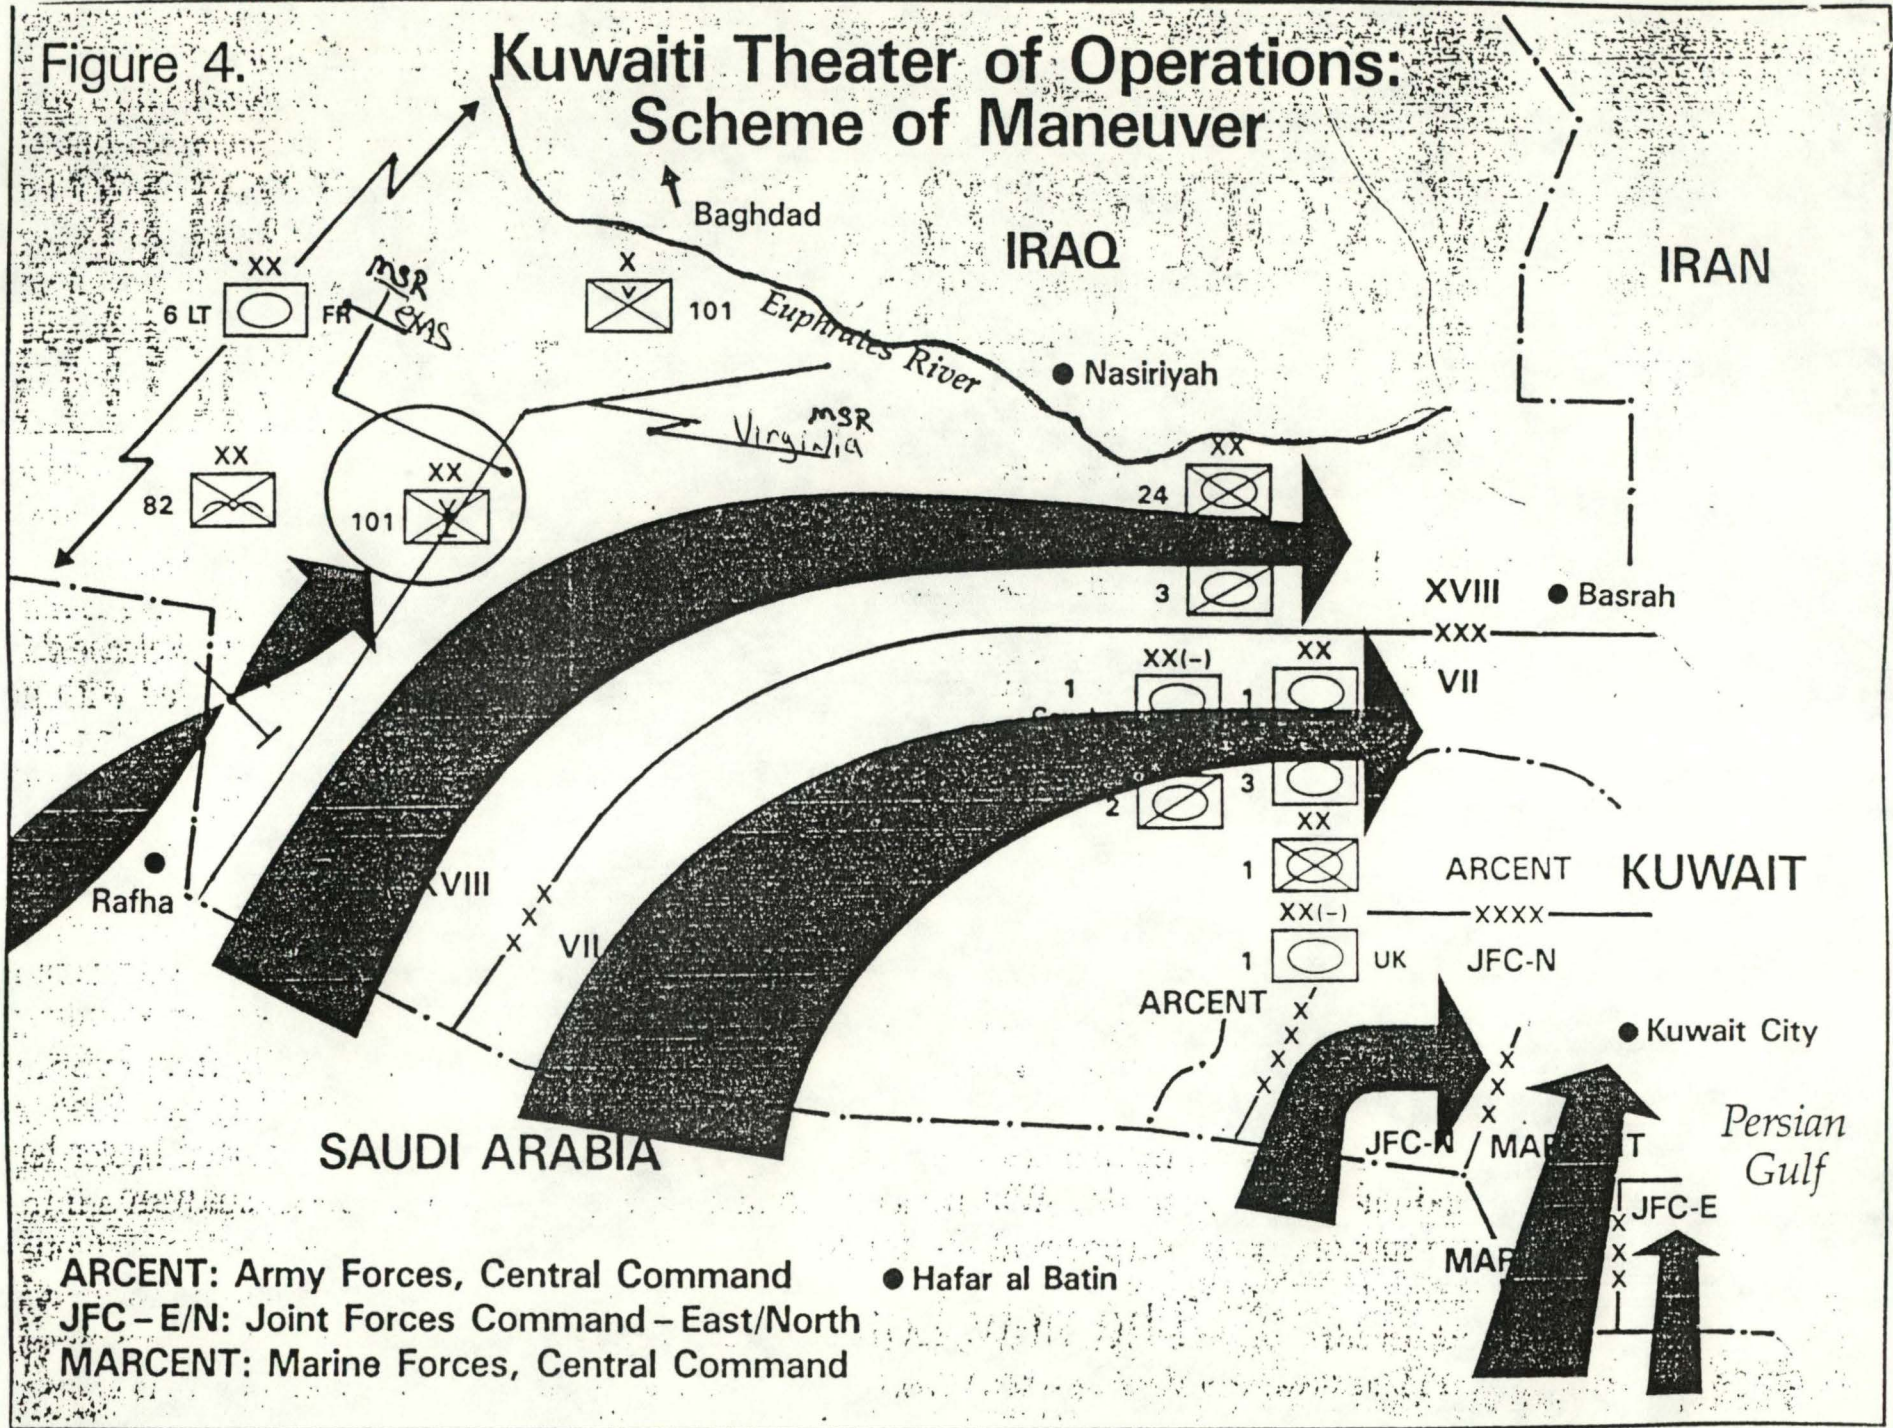 Figure 4.
Kuwaiti Theater of Operations:
Scheme of Maneuver
Baghdad
IRAQ
IRAN
XX
6 LT
FR
MSR
X
101
Euphrates River
Nasiriyah
MSR
Virginia
XX
82
XX
101
XX
24
3
XVIII
XXX
VII
Basrah
XX(-)
1
XX
1
2
3
XX
1
XX(-)
1
UK
ARCENT
XXXX
JFC-N
KUWAIT
Rafha
XVIII
X
X
X
VII
ARCENT
X
X
X
X
X
X
X
Kuwait City
Persian
Gulf
JFC-N
SAUDI ARABIA
JFC-E
X
X
X
Hafar al Batin
ARCENT: Army Forces, Central Command
JFC – E/N: Joint Forces Command – East/North
MARCENT: Marine Forces, Central Command